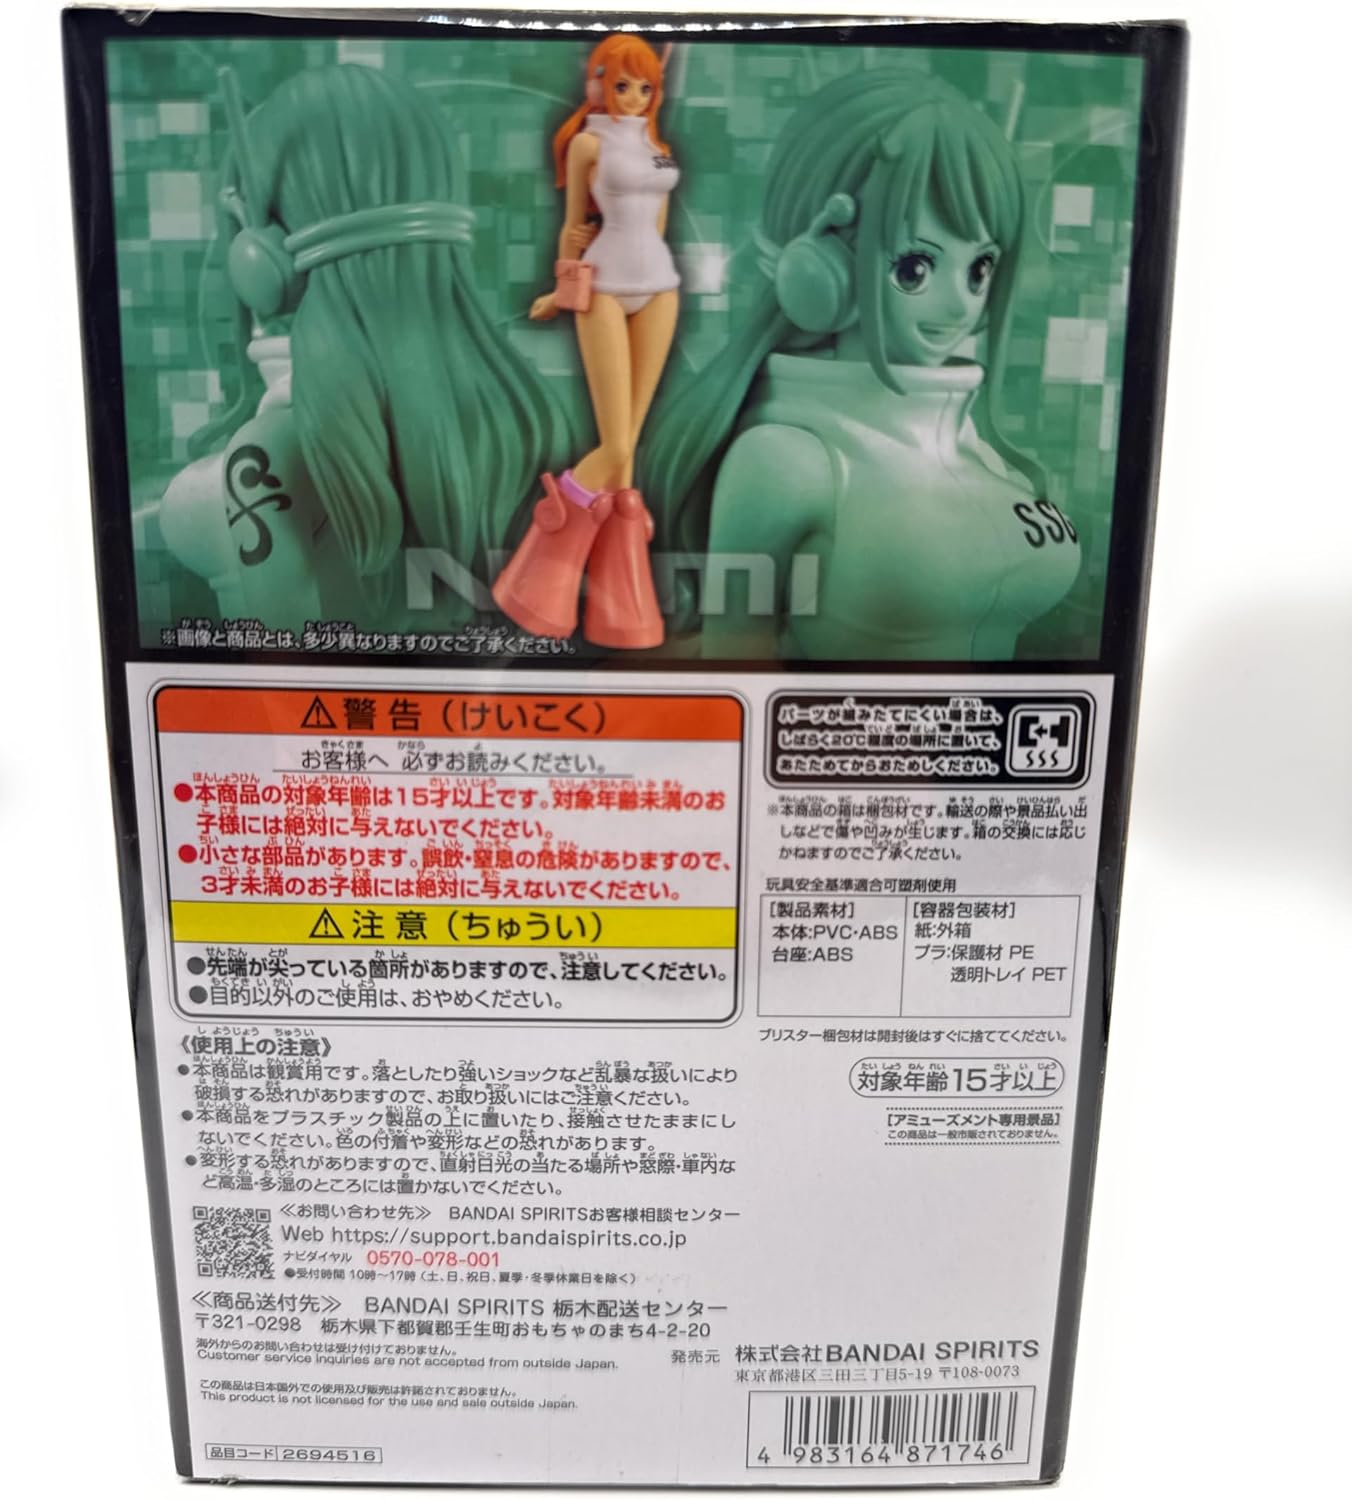 SSG
SSG
NAMI
※画像と商品とは、多少異なりますのでご了承ください。
⚠警告（けいこく）
お客様へ 必ずお読みください。
●本商品の対象年齢は15才以上です。対象年齢未満のお
子様には絶対に与えないでください。
●小さな部品があります。誤飲・窒息の危険がありますので、
3才未満のお子様には絶対に与えないでください。
⚠注意（ちゅうい）
●先端が尖っている箇所がありますので、注意してください。
●目的以外のご使用は、おやめください。
《使用上の注意》
●本商品は観賞用です。落としたり強いショックなど乱暴な扱いにより
破損する恐れがありますので、お取り扱いにはご注意ください。
●本商品をプラスチック製品の上に置いたり、接触させたままにし
ないでください。色の付着や変形などの恐れがあります。
●変形する恐れがありますので、直射日光の当たる場所や窓際・車内な
ど高温・多湿のところには置かないでください。
≪お問い合わせ先≫ BANDAI SPIRITSお客様相談センター
Web https://support.bandaispirits.co.jp
ナビダイヤル 0570-078-001
●受付時間 10時～17時（土、日、祝日、夏季・冬季休業日を除く）
≪商品送付先≫ BANDAI SPIRITS 栃木配送センター
〒321-0298 栃木県下都賀郡壬生町おもちゃのまち4-2-20
海外からのお問い合わせは受け付けておりません。
Customer service inquiries are not accepted from outside Japan.
この商品は日本国外での使用及び販売は許諾されておりません。
This product is not licensed for the use and sale outside Japan.
品目コード 2694516
パーツが組みたてにくい場合は、
しばらく20℃程度の場所に置いて、
あたためてからおためしください。
※本商品の箱は梱包材です。輸送の際や景品払い出
しなどで傷や凹みが生じます。箱の交換には応じ
かねますのでご了承ください。
玩具安全基準適合可塑剤使用
[製品素材]
本体:PVC・ABS
台座:ABS
[容器包装材]
紙:外箱
プラ:保護材 PE
透明トレイ PET
ブリスター梱包材は開封後はすぐに捨ててください。
対象年齢15才以上
[アミューズメント専用景品]
この商品は一般市販されておりません。
発売元 株式会社BANDAI SPIRITS
東京都港区三田三丁目5-19 〒108-0073
4 983164 871746